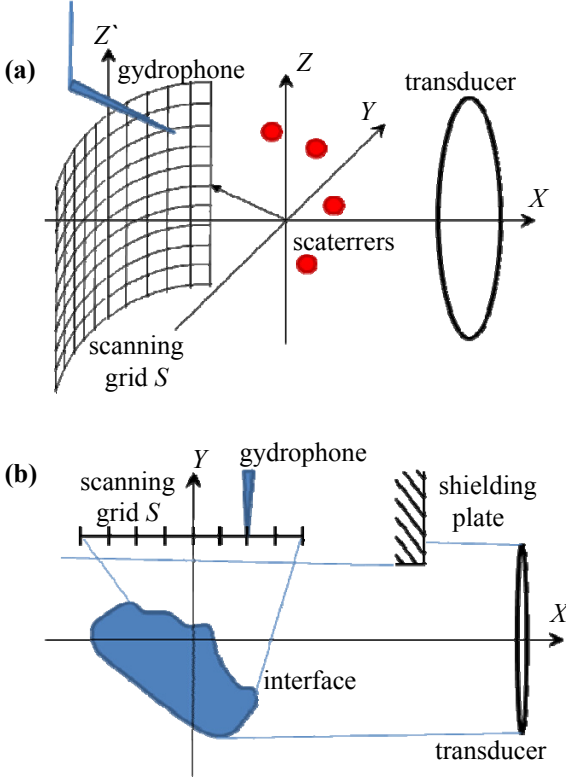 (a)
Z`
gydrophone
Z
Y
transducer
X
scaterrers
scanning
grid S
(b)
scanning
grid S
Y
gydrophone
shielding
plate
X
interface
transducer